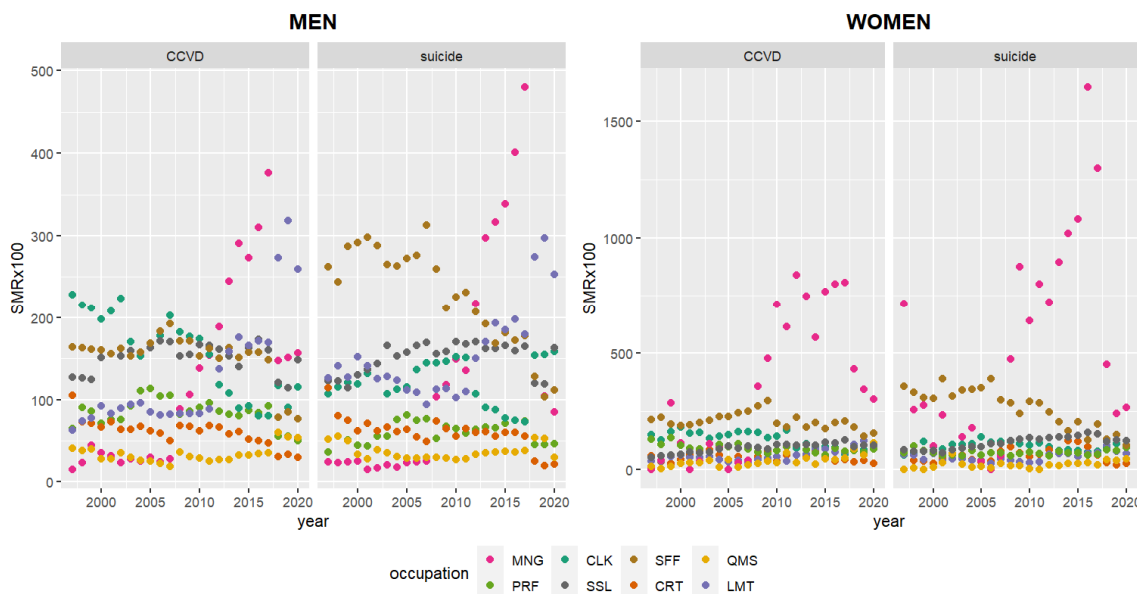 MEN WOMEN
CCVD suicide CCVD suicide
SMRx100
500
400
300
200
100
0
2000 2005 2010 2015 2020 2000 2005 2010 2015 2020
year
SMRx100
1500
1000
500
0
2000 2005 2010 2015 2020 2000 2005 2010 2015 2020
year
occupation MNG CLK SFF QMS
PRF SSL CRT LMT